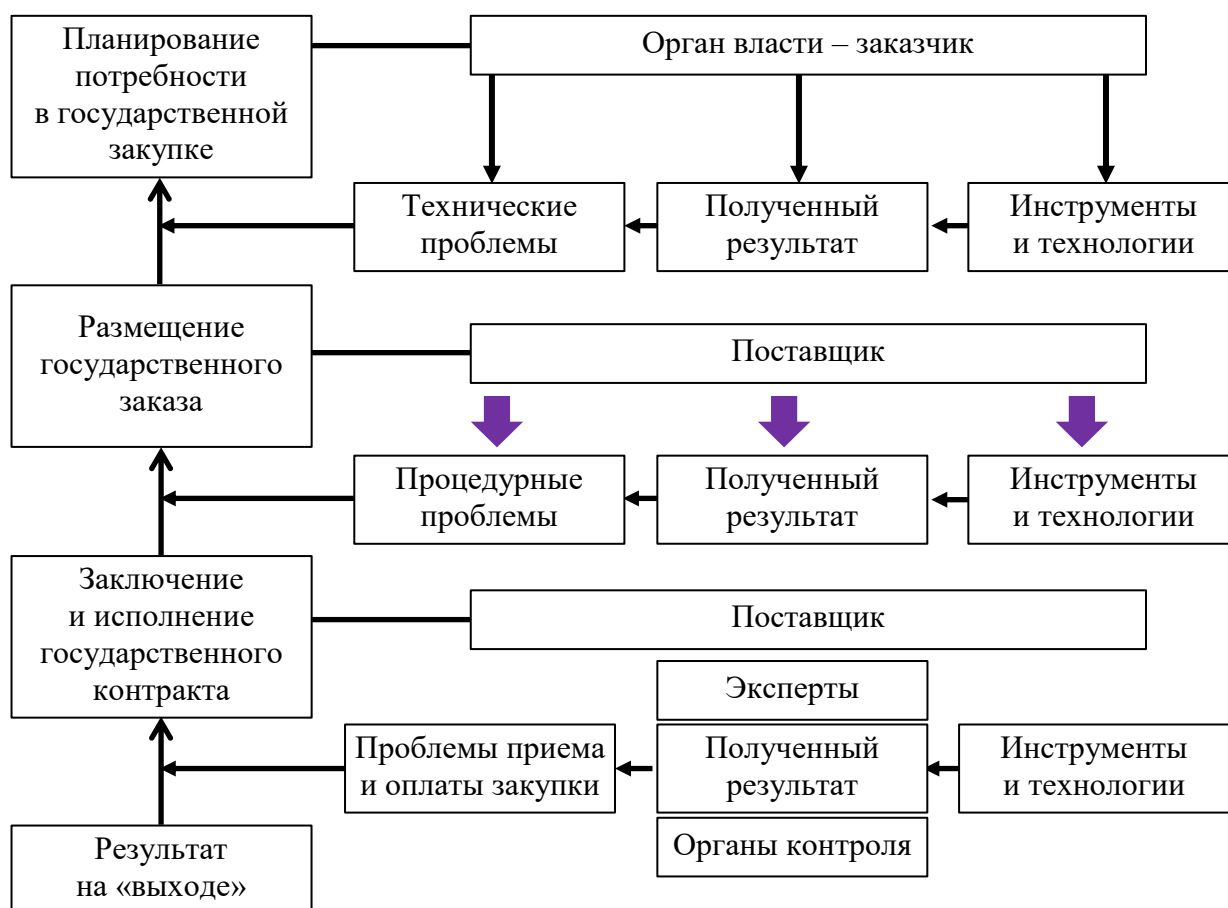 Планирование
потребности
в государственной
закупке
Орган власти – заказчик
Технические
проблемы
Полученный
результат
Инструменты
и технологии
Размещение
государственного
заказа
Поставщик
Процедурные
проблемы
Полученный
результат
Инструменты
и технологии
Заключение
и исполнение
государственного
контракта
Поставщик
Эксперты
Проблемы приема
и оплаты закупки
Полученный
результат
Инструменты
и технологии
Органы контроля
Результат
на «выходе»